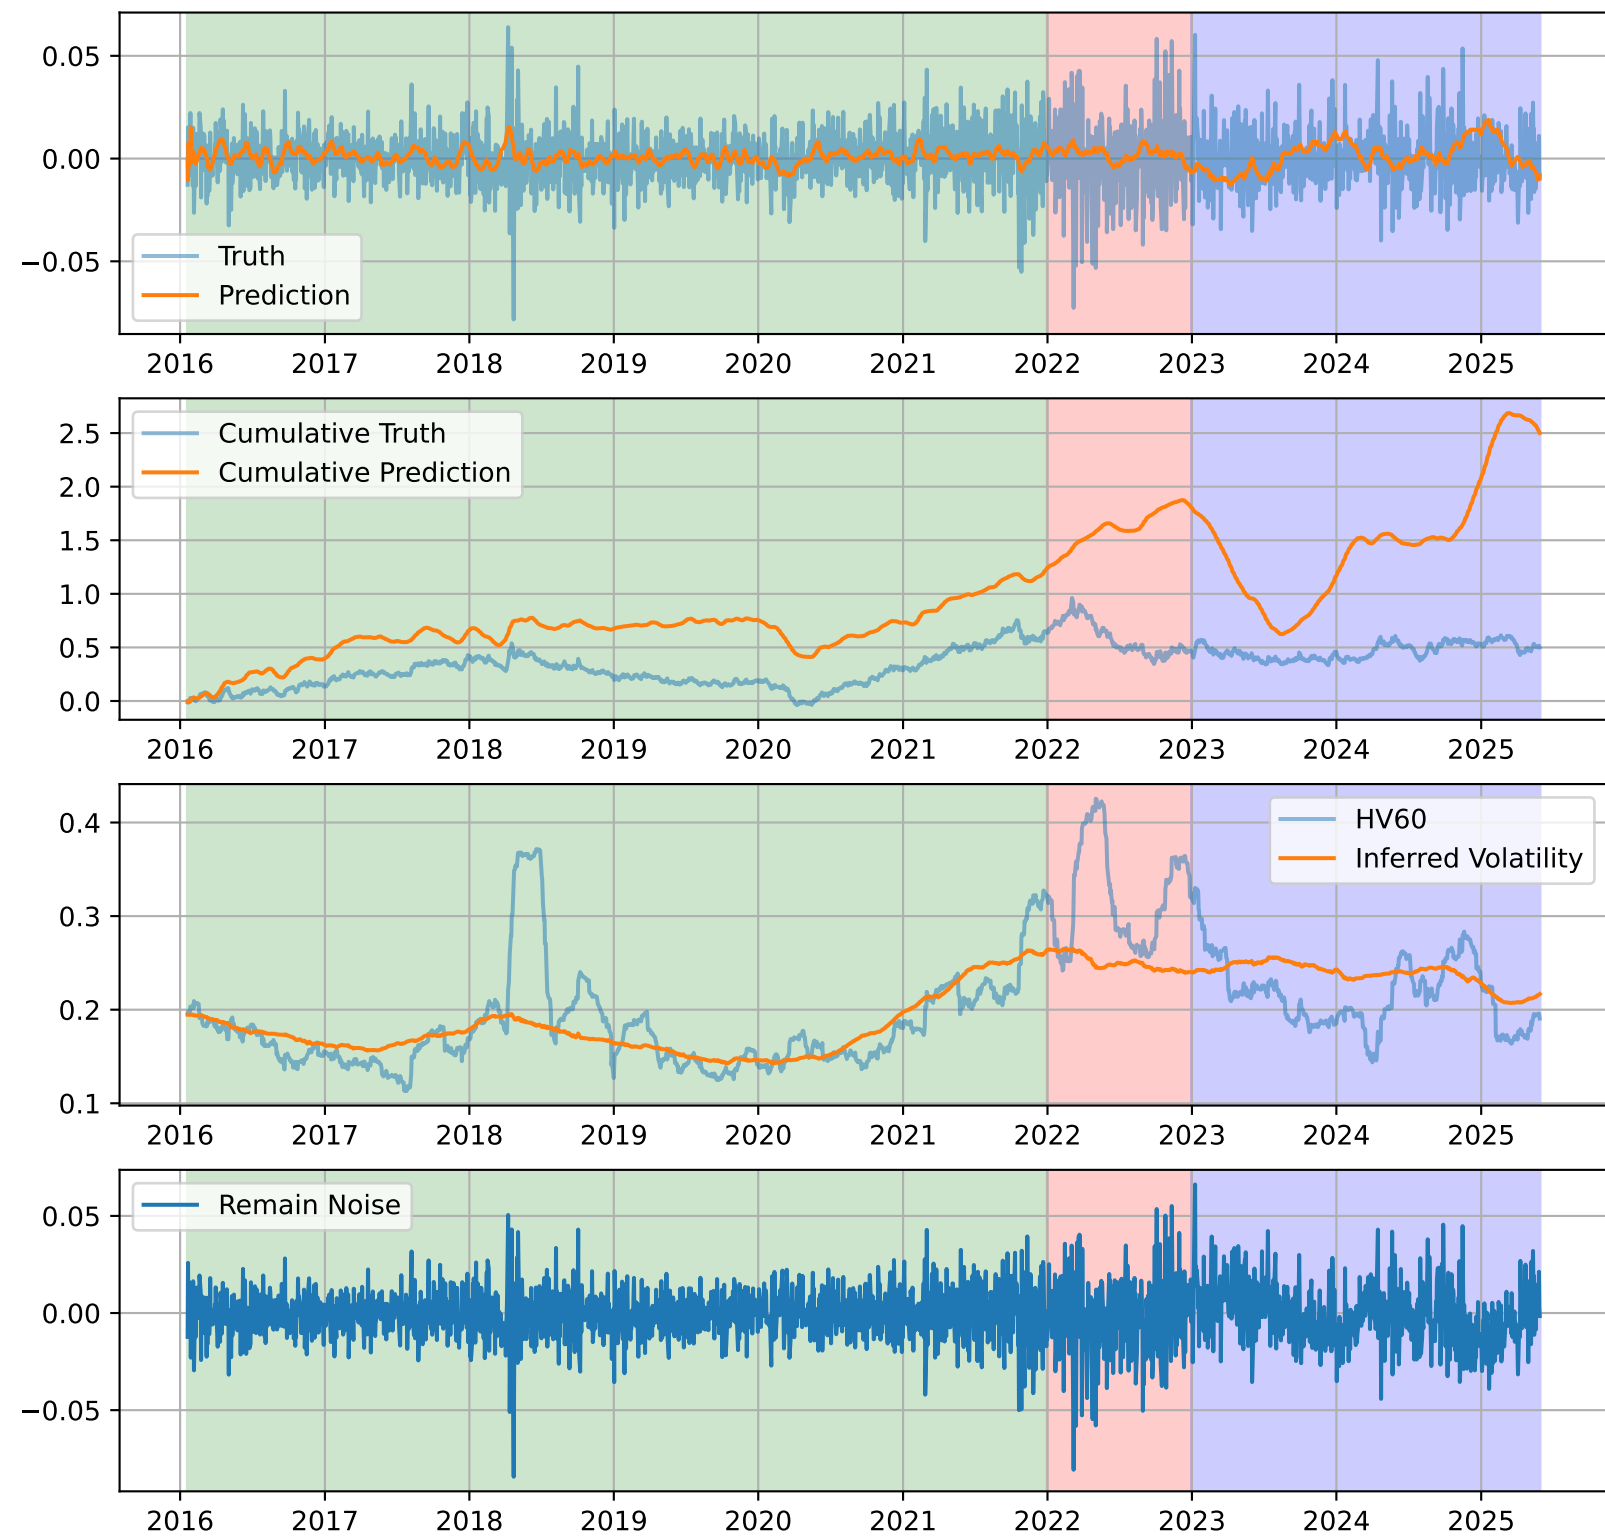 0.05
0.00
−0.05
Truth
Prediction
2016 2017 2018 2019 2020 2021 2022 2023 2024 2025
2.5
2.0
1.5
1.0
0.5
0.0
Cumulative Truth
Cumulative Prediction
2016 2017 2018 2019 2020 2021 2022 2023 2024 2025
0.4
0.3
0.2
0.1
HV60
Inferred Volatility
2016 2017 2018 2019 2020 2021 2022 2023 2024 2025
0.05
0.00
−0.05
Remain Noise
2016 2017 2018 2019 2020 2021 2022 2023 2024 2025